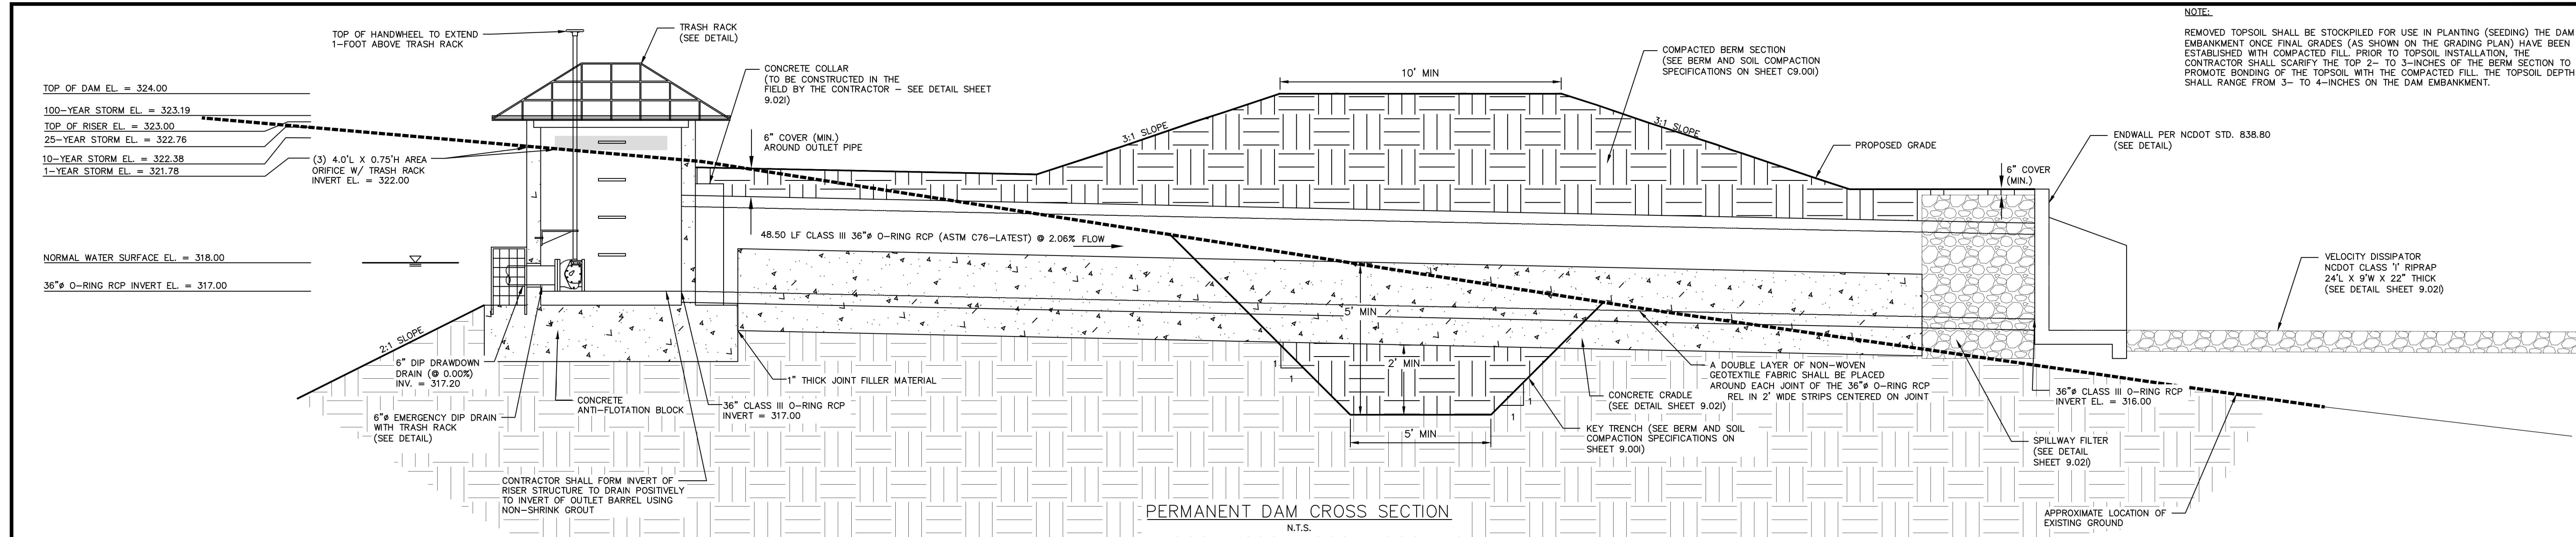 NOTE:
REMOVED TOPSOIL SHALL BE STOCKPILED FOR USE IN PLANTING (SEEDING) THE DAM
EMBANKMENT ONCE FINAL GRADES (AS SHOWN ON THE GRADING PLAN) HAVE BEEN
ESTABLISHED WITH COMPACTED FILL. PRIOR TO TOPSOIL INSTALLATION, THE
CONTRACTOR SHALL SCARIFY THE TOP 2- TO 3-INCHES OF THE BERM SECTION TO
PROMOTE BONDING OF THE TOPSOIL WITH THE COMPACTED FILL. THE TOPSOIL DEPTH
SHALL RANGE FROM 3- TO 4-INCHES ON THE DAM EMBANKMENT.
TOP OF HANDWHEEL TO EXTEND
1-FOOT ABOVE TRASH RACK
TRASH RACK
(SEE DETAIL)
CONCRETE COLLAR
(TO BE CONSTRUCTED IN THE
FIELD BY THE CONTRACTOR - SEE DETAIL SHEET
9.02I)
10' MIN
COMPACTED BERM SECTION
(SEE BERM AND SOIL COMPACTION
SPECIFICATIONS ON SHEET C9.00I)
TOP OF DAM EL. = 324.00
100-YEAR STORM EL. = 323.19
TOP OF RISER EL. = 323.00
25-YEAR STORM EL. = 322.76
10-YEAR STORM EL. = 322.38
1-YEAR STORM EL. = 321.78
(3) 4.0'L X 0.75'H AREA
ORIFICE W/ TRASH RACK
INVERT EL. = 322.00
6" COVER (MIN.)
AROUND OUTLET PIPE
3:1 SLOPE
3:1 SLOPE
PROPOSED GRADE
6" COVER
(MIN.)
ENDWALL PER NCDOT STD. 838.80
(SEE DETAIL)
48.50 LF CLASS III 36"ø O-RING RCP (ASTM C76-LATEST) @ 2.06% FLOW
NORMAL WATER SURFACE EL. = 318.00
36"ø O-RING RCP INVERT EL. = 317.00
VELOCITY DISSIPATOR
NCDOT CLASS 'I' RIPRAP
24'L X 9'W X 22" THICK
(SEE DETAIL SHEET 9.02I)
2:1 SLOPE
5' MIN
2' MIN
5' MIN
1
1
1
1
6" DIP DRAWDOWN
DRAIN (@ 0.00%)
INV. = 317.20
6"ø EMERGENCY DIP DRAIN
WITH TRASH RACK
(SEE DETAIL)
CONCRETE
ANTI-FLOTATION BLOCK
1" THICK JOINT FILLER MATERIAL
36" CLASS III O-RING RCP
INVERT = 317.00
CONTRACTOR SHALL FORM INVERT OF
RISER STRUCTURE TO DRAIN POSITIVELY
TO INVERT OF OUTLET BARREL USING
NON-SHRINK GROUT
A DOUBLE LAYER OF NON-WOVEN
GEOTEXTILE FABRIC SHALL BE PLACED
AROUND EACH JOINT OF THE 36"ø O-RING RCP
REL IN 2' WIDE STRIPS CENTERED ON JOINT
CONCRETE CRADLE
(SEE DETAIL SHEET 9.02I)
KEY TRENCH (SEE BERM AND SOIL
COMPACTION SPECIFICATIONS ON
SHEET 9.00I)
36"ø CLASS III O-RING RCP
INVERT EL. = 316.00
SPILLWAY FILTER
(SEE DETAIL
SHEET 9.02I)
APPROXIMATE LOCATION OF
EXISTING GROUND
PERMANENT DAM CROSS SECTION
N.T.S.